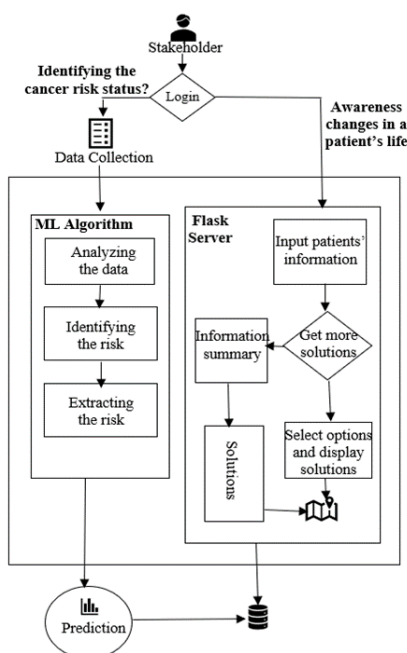 Stakeholder
Identifying the
cancer risk status?
Login
Awareness
changes in a
patient's life
Data Collection
ML Algorithm
Analyzing
the data
Identifying
the risk
Extracting
the risk
Flask
Server
Input patients'
information
Get more
solutions
Information
summary
Solutions
Select options
and display
solutions
Prediction